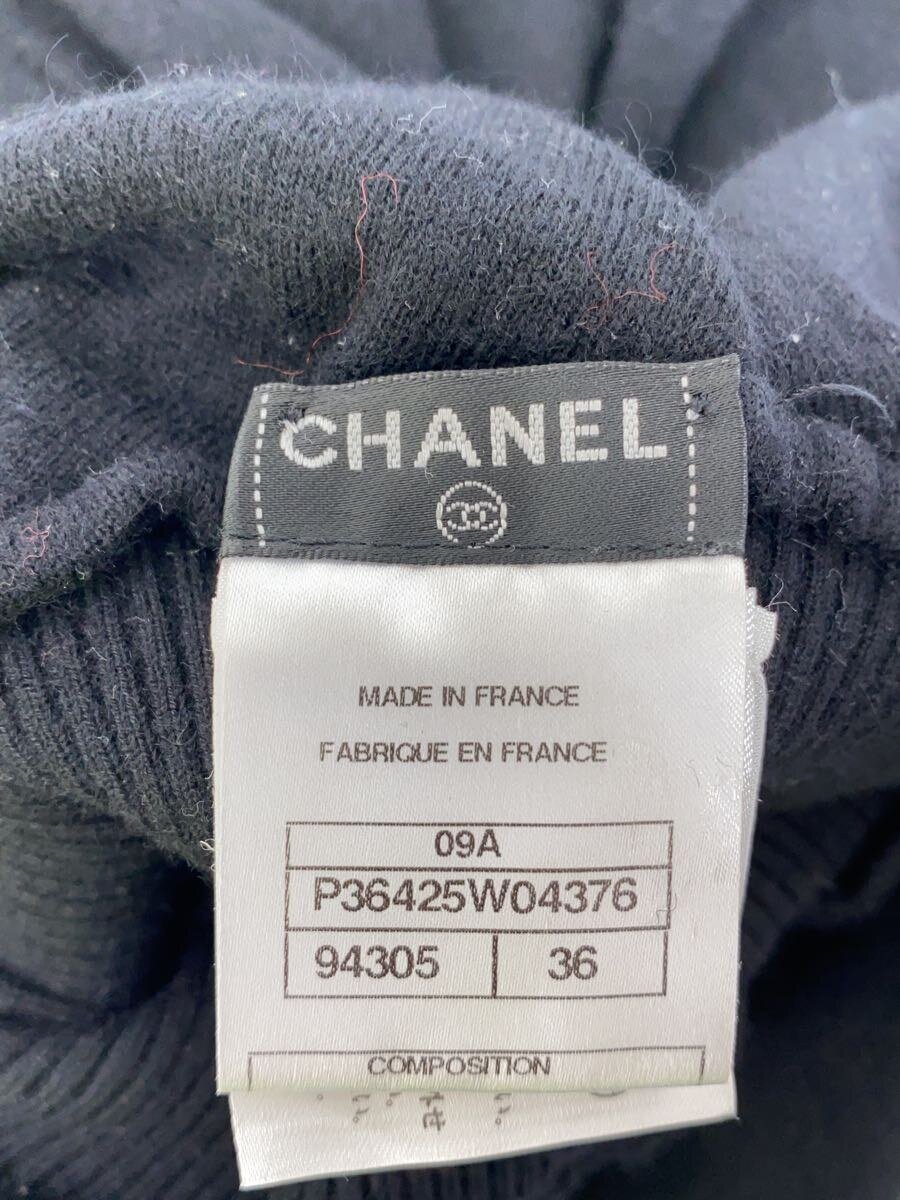 CHANEL
MADE IN FRANCE
FABRIQUE EN FRANCE
09A
P36425W04376
94305 36
COMPOSITION